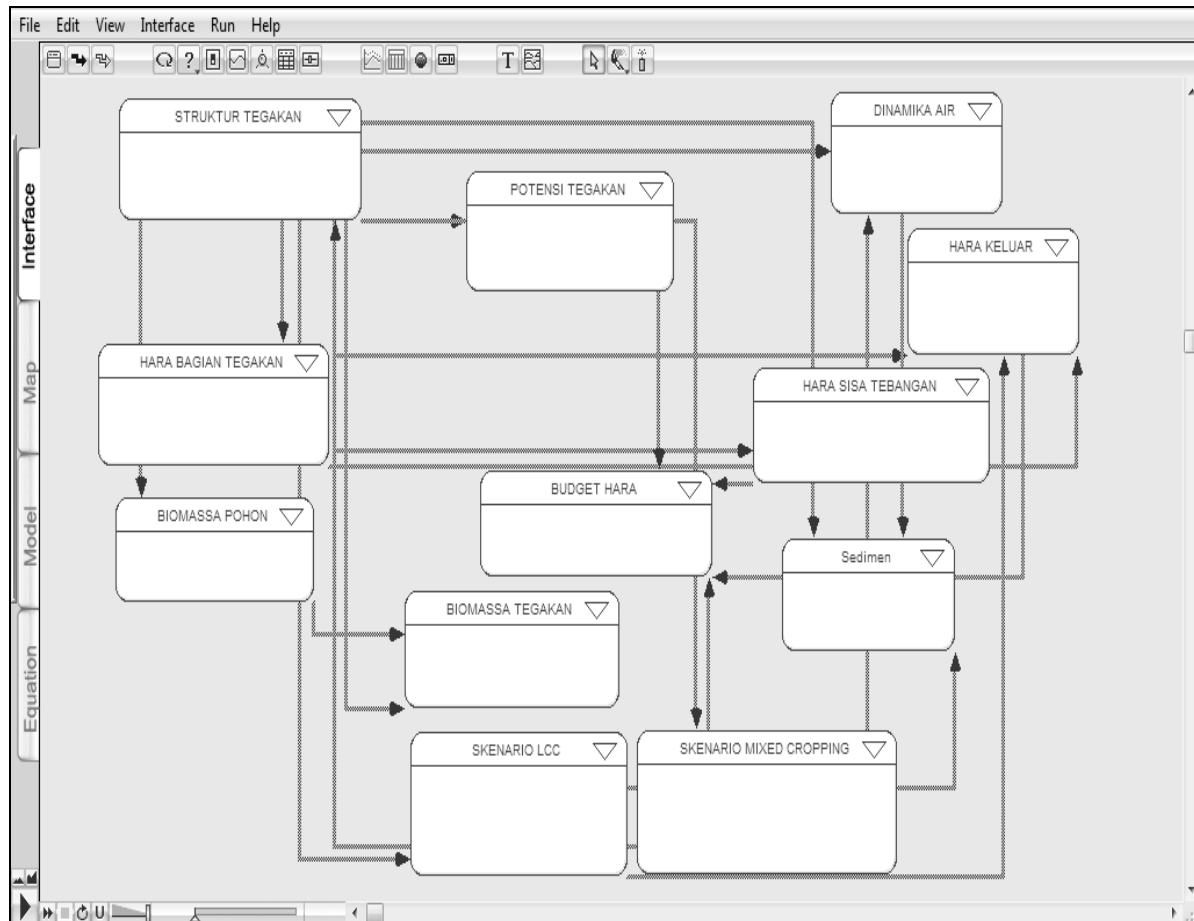 File Edit View Interface Run Help
T
Interface
Map
Model
Equation
STRUKTUR TEGAKAN
DINAMIKA AIR
POTENSI TEGAKAN
HARA KELUAR
HARA BAGIAN TEGAKAN
HARA SISA TEBANGAN
BUDGET HARA
BIOMASSA POHON
Sedimen
BIOMASSA TEGAKAN
SKENARIO LCC
SKENARIO MIXED CROPPING
U